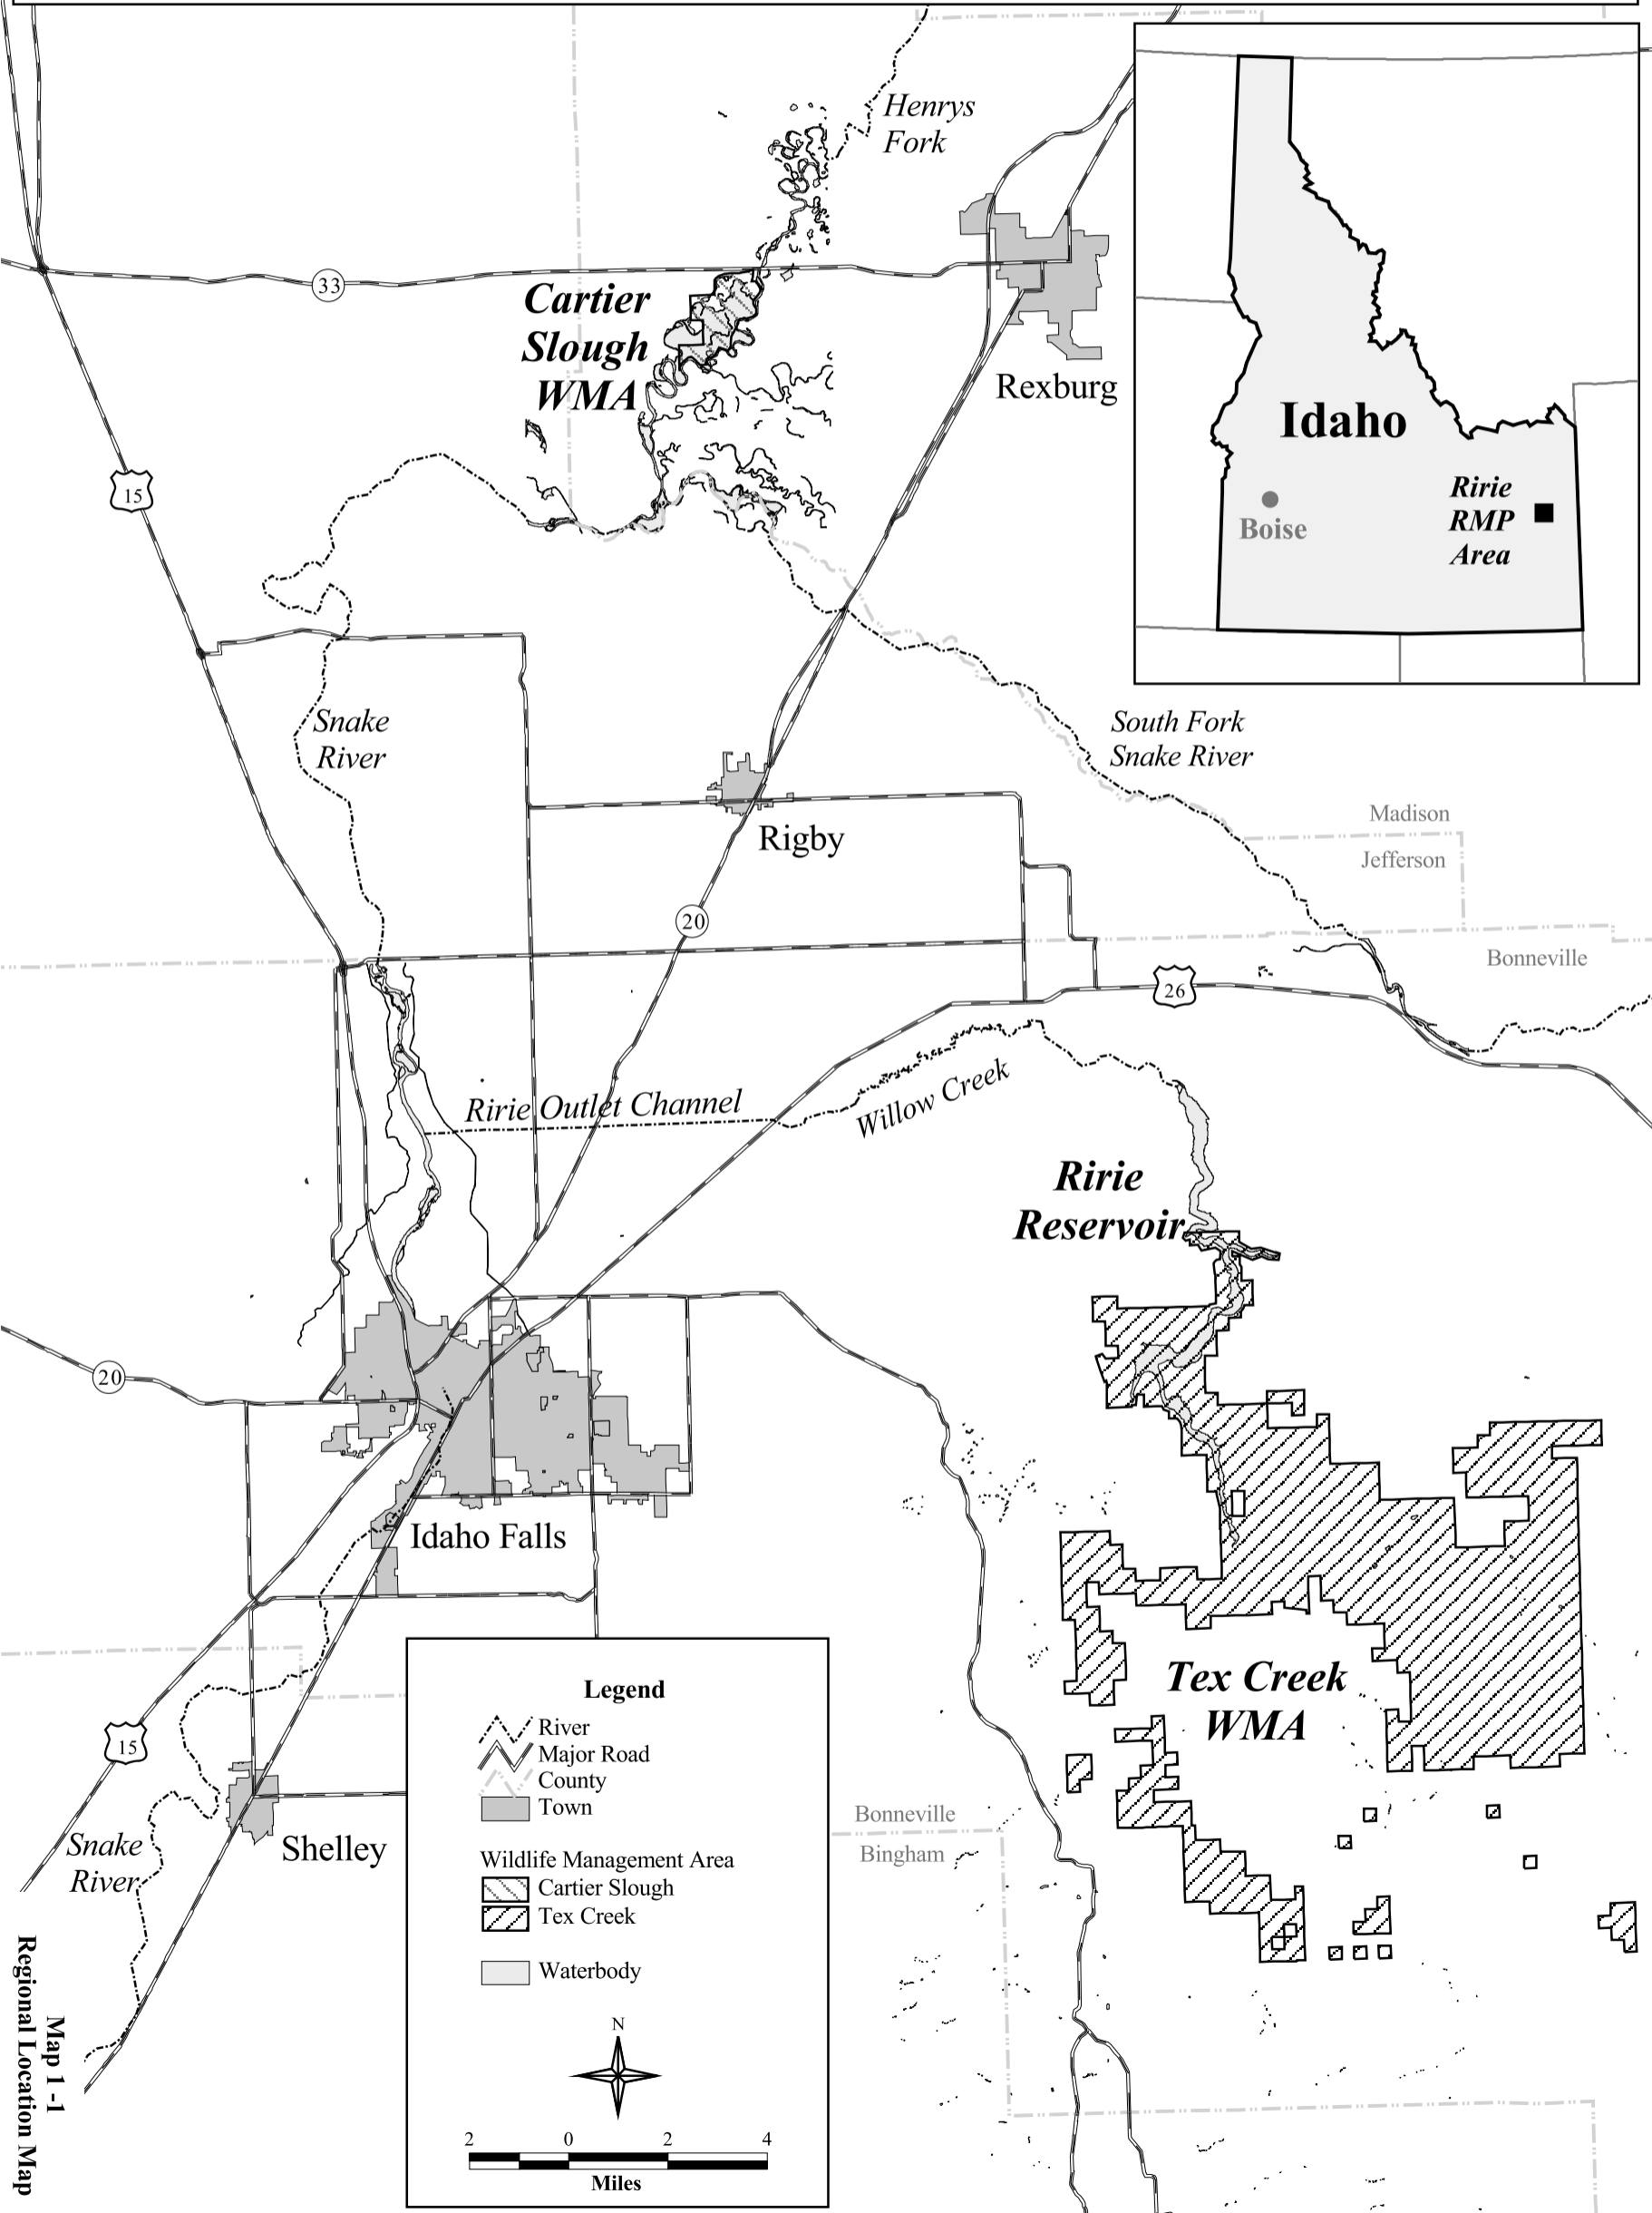 Henrys
Fork
33
Cartier
Slough
WMA
Rexburg
Idaho
Boise
Ririe
RMP
Area
15
Snake
River
South Fork
Snake River
Madison
Jefferson
Rigby
20
Bonneville
26
Ririe Outlet Channel
Willow Creek
Ririe
Reservoir
20
Idaho Falls
Tex Creek
WMA
15
Shelley
Snake
River
Bonneville
Bingham
Legend
River
Major Road
County
Town
Wildlife Management Area
Cartier Slough
Tex Creek
Waterbody
N
2 0 2 4
Miles
Map 1-1
Regional Location Map